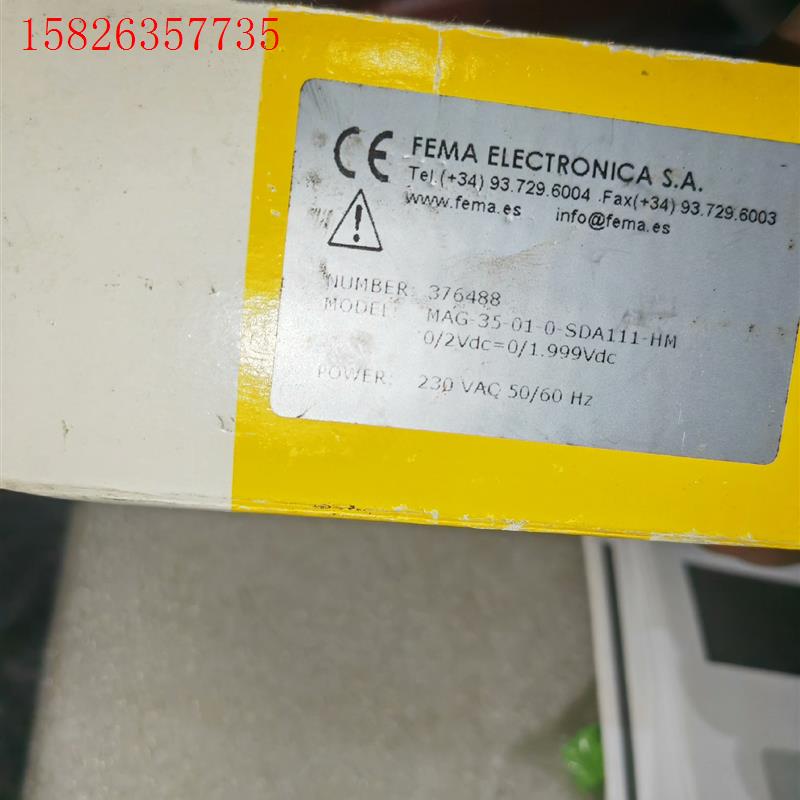 15826357735
CE FEMA ELECTRONICA S.A.
Tel.(+34) 93.729.6004 .Fax(+34) 93.729.6003
www.fema.es info@fema.es
NUMBER: 376488
MODEL: MAG-35-01-0-SDA111-HM
0/2Vdc=0/1.999Vdc
POWER: 230 VAC 50/60 Hz